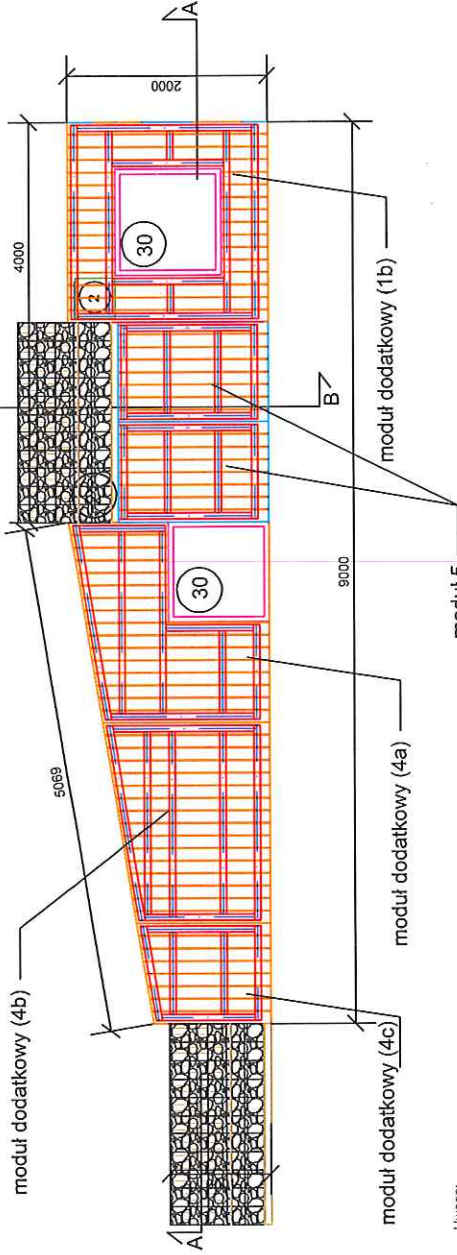 A
4000
2000
30
2
moduł dodatkowy (1b)
B
moduł 5
9000
30
5069
moduł dodatkowy (4a)
moduł dodatkowy (4b)
moduł dodatkowy (4c)
A